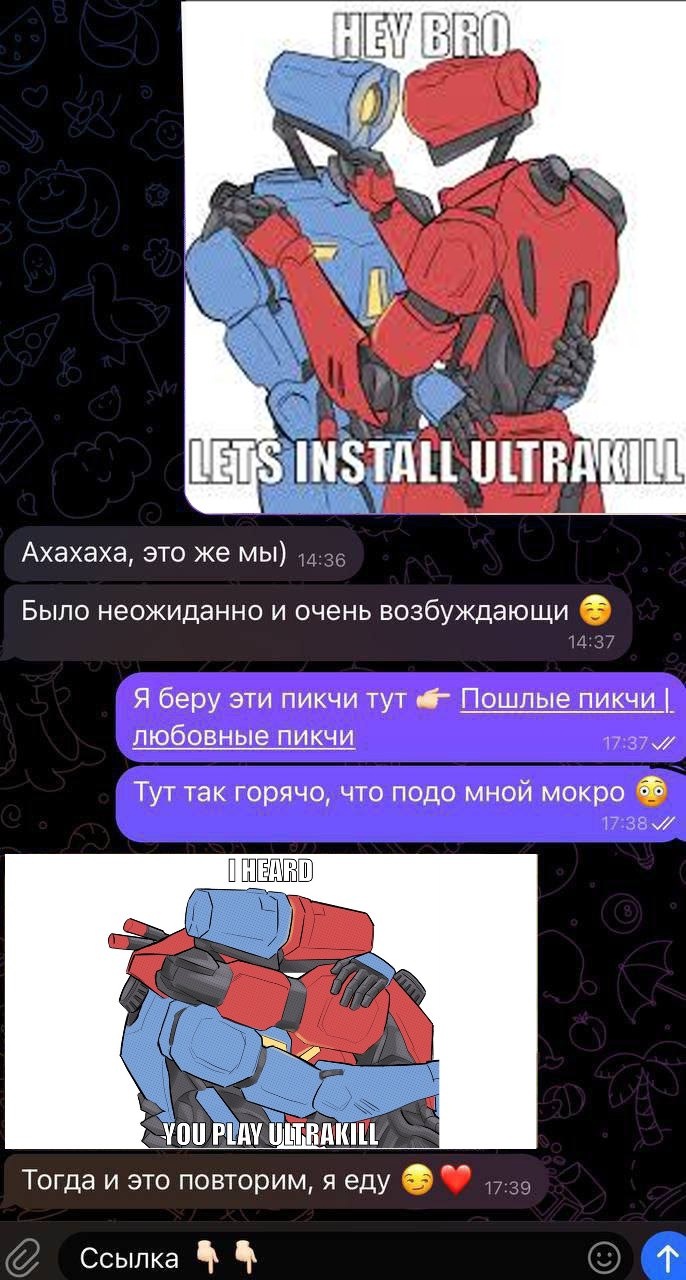 HEY BRO
LETS INSTALL ULTRAKILL
Ахахаха, это же мы) 14:36
Было неожиданно и очень возбуждающи ☺️
14:37
Я беру эти пикчи тут 👉🏻 Пошлые пикчи |
любовные пикчи 17:37
Тут так горячо, что подо мной мокро 😳
17:38
I HEARD
YOU PLAY ULTRAKILL
Тогда и это повторим, я еду 😏❤️ 17:39
Ссылка 👇🏻👇🏻